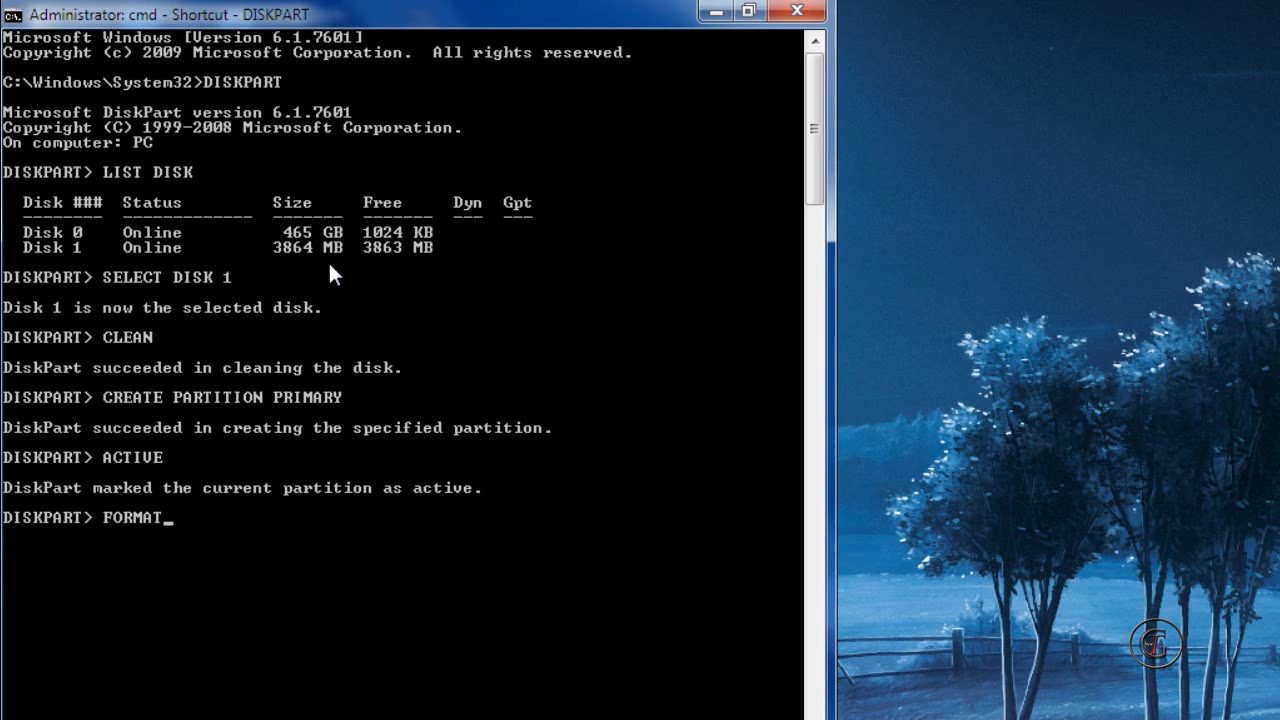 Administrator: cmd - Shortcut - DISKPART
Microsoft Windows [Version 6.1.7601]
Copyright (c) 2009 Microsoft Corporation.  All rights reserved.
C:\Windows\System32>DISKPART
Microsoft DiskPart version 6.1.7601
Copyright (C) 1999-2008 Microsoft Corporation.
On computer: PC
DISKPART> LIST DISK
Disk ###  Status         Size     Free     Dyn  Gpt
--------  -------------  -------  -------  ---  ---
Disk 0    Online          465 GB  1024 KB
Disk 1    Online         3864 MB  3863 MB
DISKPART> SELECT DISK 1
Disk 1 is now the selected disk.
DISKPART> CLEAN
DiskPart succeeded in cleaning the disk.
DISKPART> CREATE PARTITION PRIMARY
DiskPart succeeded in creating the specified partition.
DISKPART> ACTIVE
DiskPart marked the current partition as active.
DISKPART> FORMAT_